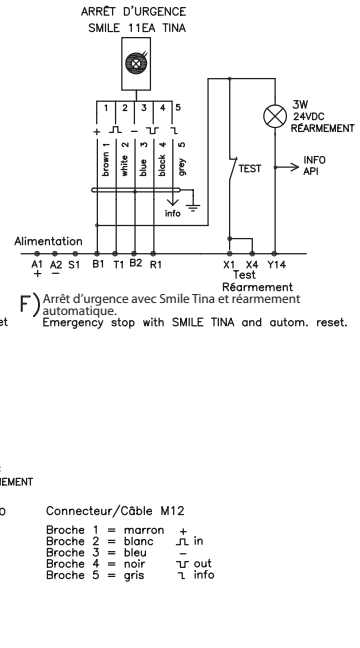 ARRÊT D'URGENCE
SMILE 11EA TINA
1 2 3 4 5
+ − 
brown 1
white 2
blue 3
black 4
grey 5
3W
24VDC
RÉARMEMENT
TEST
INFO
API
info
Alimentation
A1 A2 S1 B1 T1 B2 R1 X1 X4 Y14
+ −
Test
Réarmement
F) Arrêt d'urgence avec Smile Tina et réarmement
automatique.
et Emergency stop with SMILE TINA and autom. reset.
EMENT
Connecteur/Câble M12
Broche 1 = marron +
Broche 2 = blanc in
Broche 3 = bleu −
Broche 4 = noir out
Broche 5 = gris info